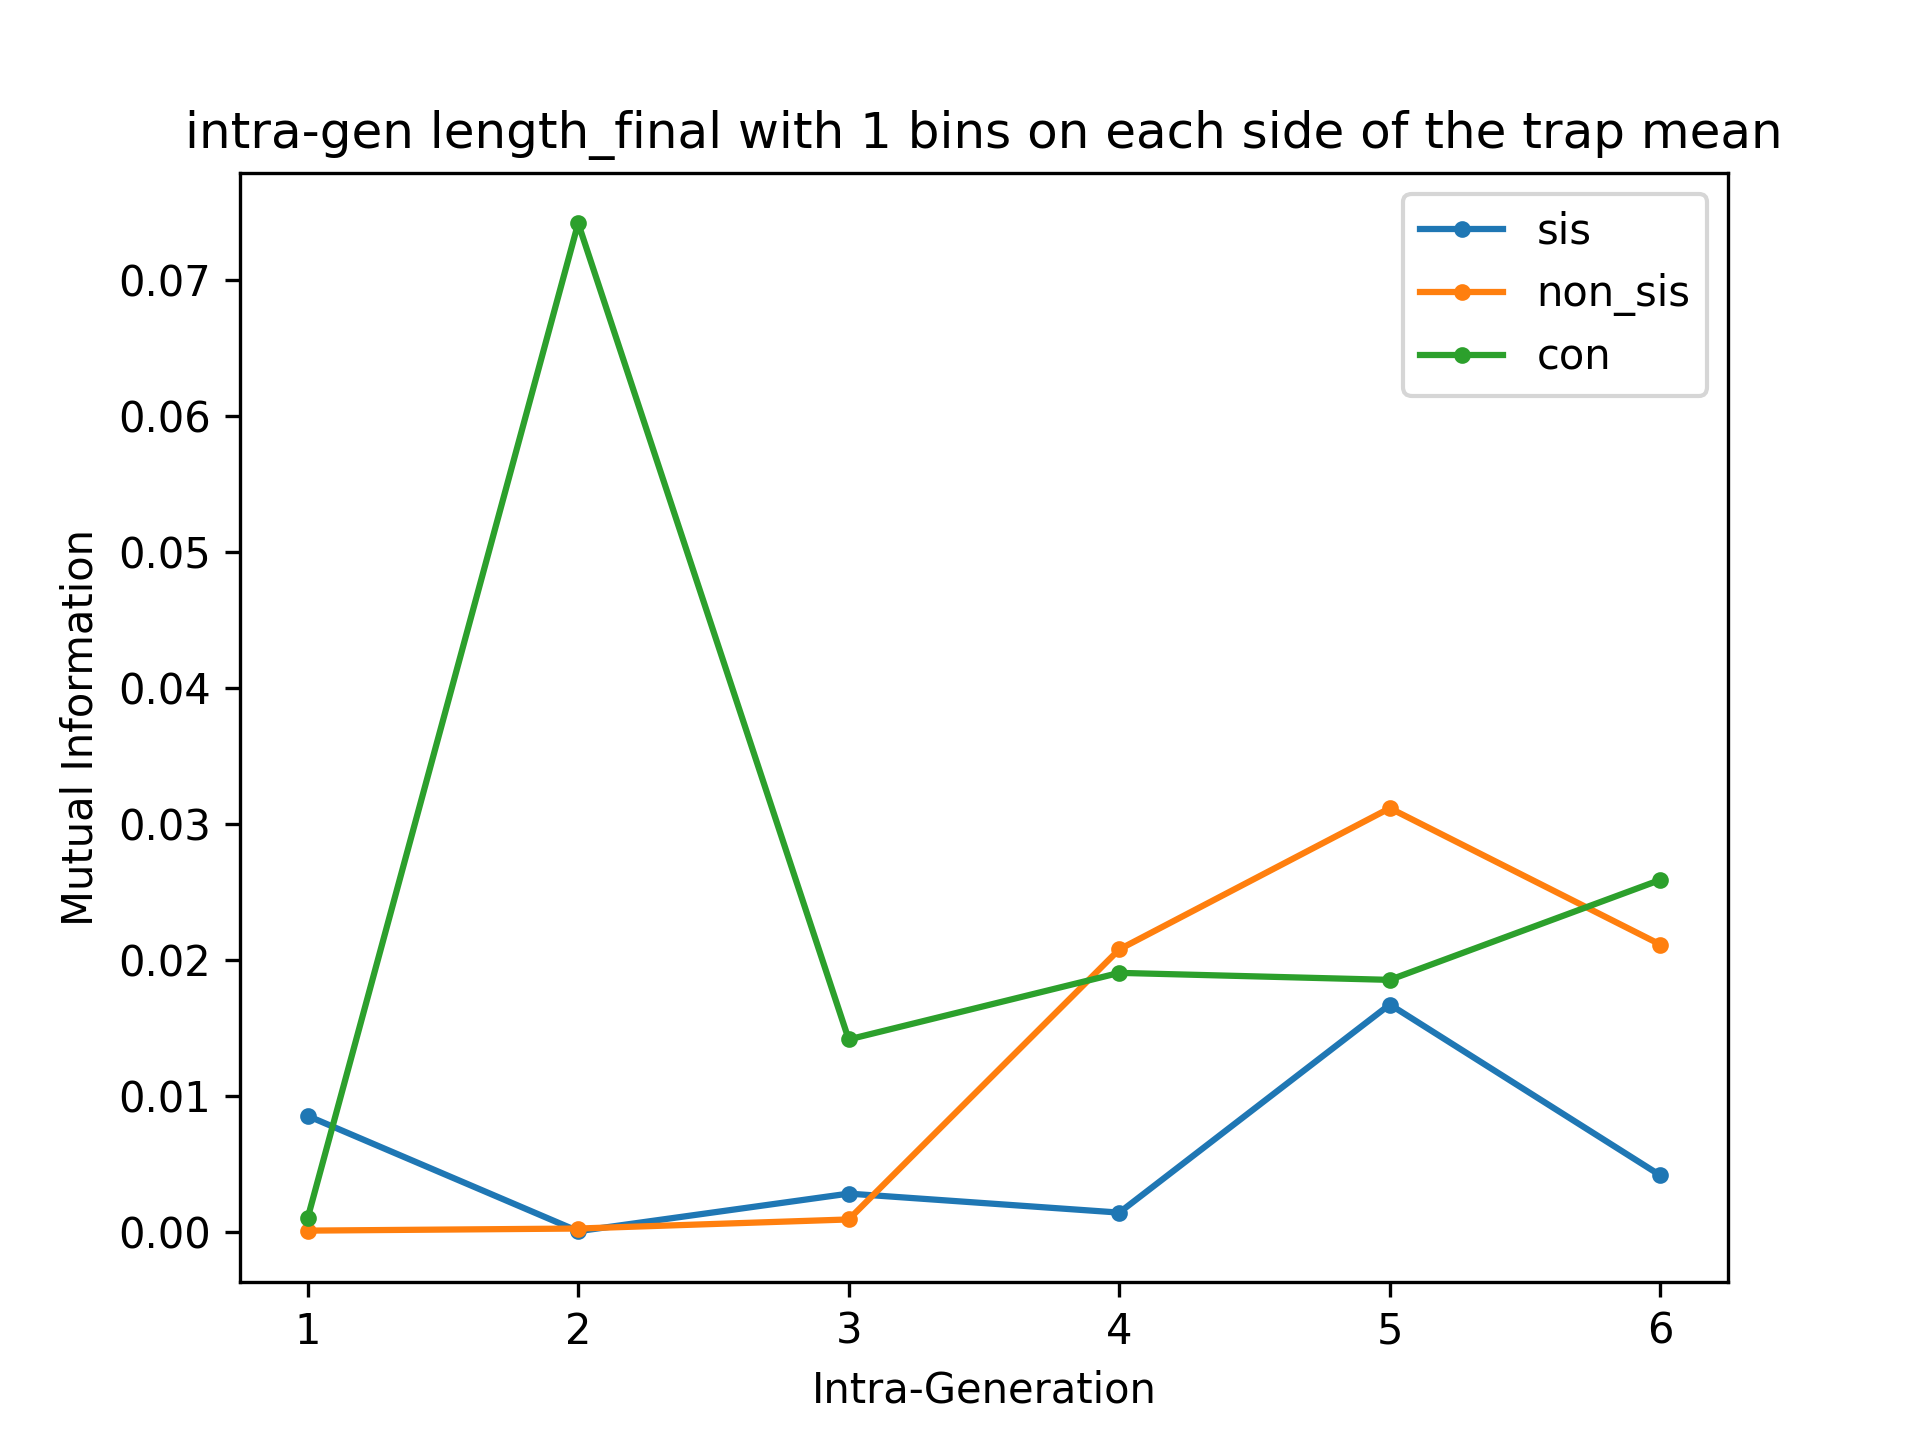 intra-gen length_final with 1 bins on each side of the trap mean
sis
non_sis
con
Mutual Information
0.07
0.06
0.05
0.04
0.03
0.02
0.01
0.00
1 2 3 4 5 6
Intra-Generation